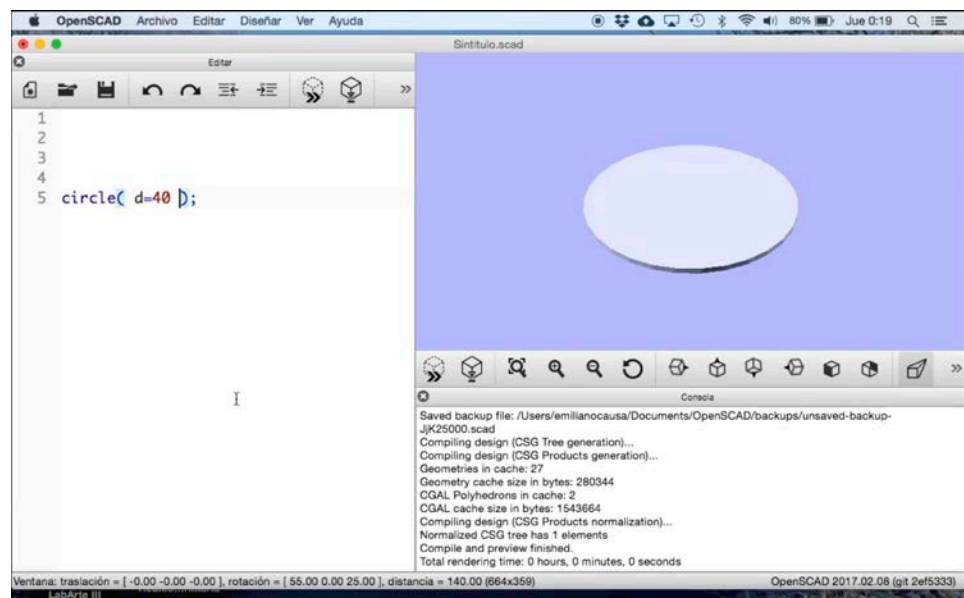 OpenSCAD Archivo Editar Diseñar Ver Ayuda 80% Jue 0:19
Sintitulo.scad
Editar
1
2
3
4
5 circle( d=40 );
Consola
Saved backup file: /Users/emilianocausa/Documents/OpenSCAD/backups/unsaved-backup-
JjK25000.scad
Compiling design (CSG Tree generation)...
Compiling design (CSG Products generation)...
Geometries in cache: 27
Geometry cache size in bytes: 280344
CGAL Polyhedrons in cache: 2
CGAL cache size in bytes: 1543664
Compiling design (CSG Products normalization)...
Normalized CSG tree has 1 elements
Compile and preview finished.
Total rendering time: 0 hours, 0 minutes, 0 seconds
Ventana: traslación = [ -0.00 -0.00 -0.00 ], rotación = [ 55.00 0.00 25.00 ], distancia = 140.00 (664x359) OpenSCAD 2017.02.08 (git 2ef5333)
LabArte III